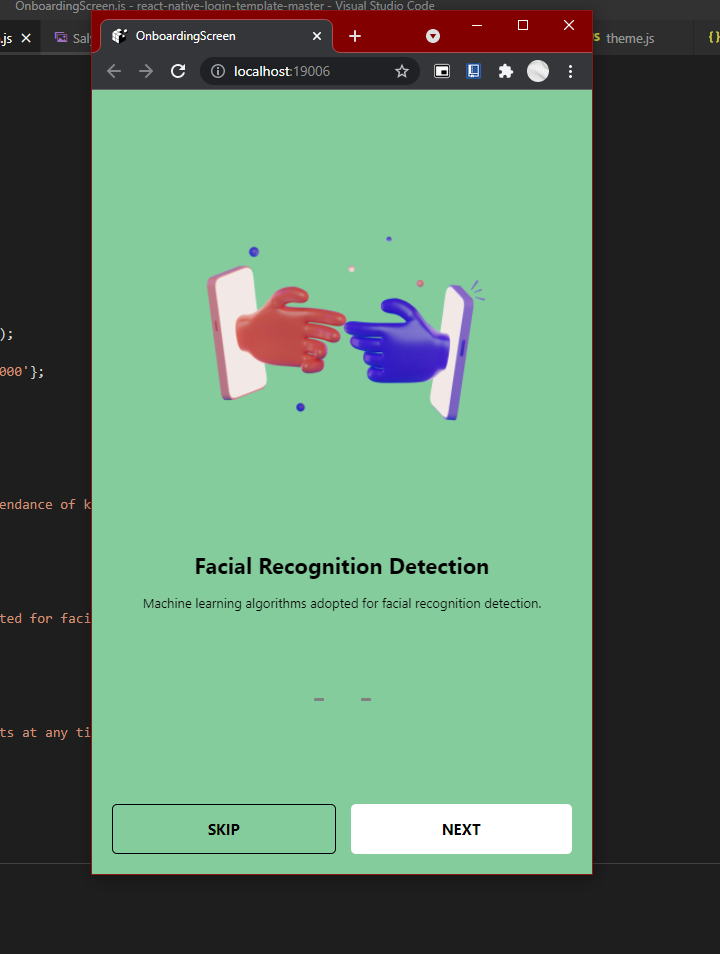 OnboardingScreen.js - react-native-login-template-master - Visual Studio Code
.js
Sal
theme.js
OnboardingScreen
localhost:19006
);
000'};
endance of k
ted for faci
ts at any ti
Facial Recognition Detection
Machine learning algorithms adopted for facial recognition detection.
SKIP
NEXT